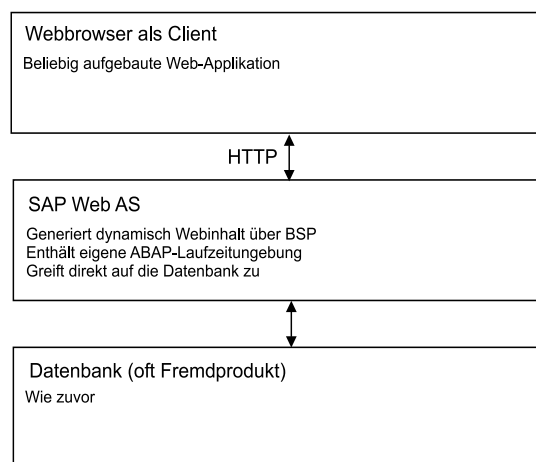 Webbrowser als Client
Beliebig aufgebaute Web-Applikation
HTTP
SAP Web AS
Generiert dynamisch Webinhalt über BSP
Enthält eigene ABAP-Laufzeitungebung
Greift direkt auf die Datenbank zu
Datenbank (oft Fremdprodukt)
Wie zuvor